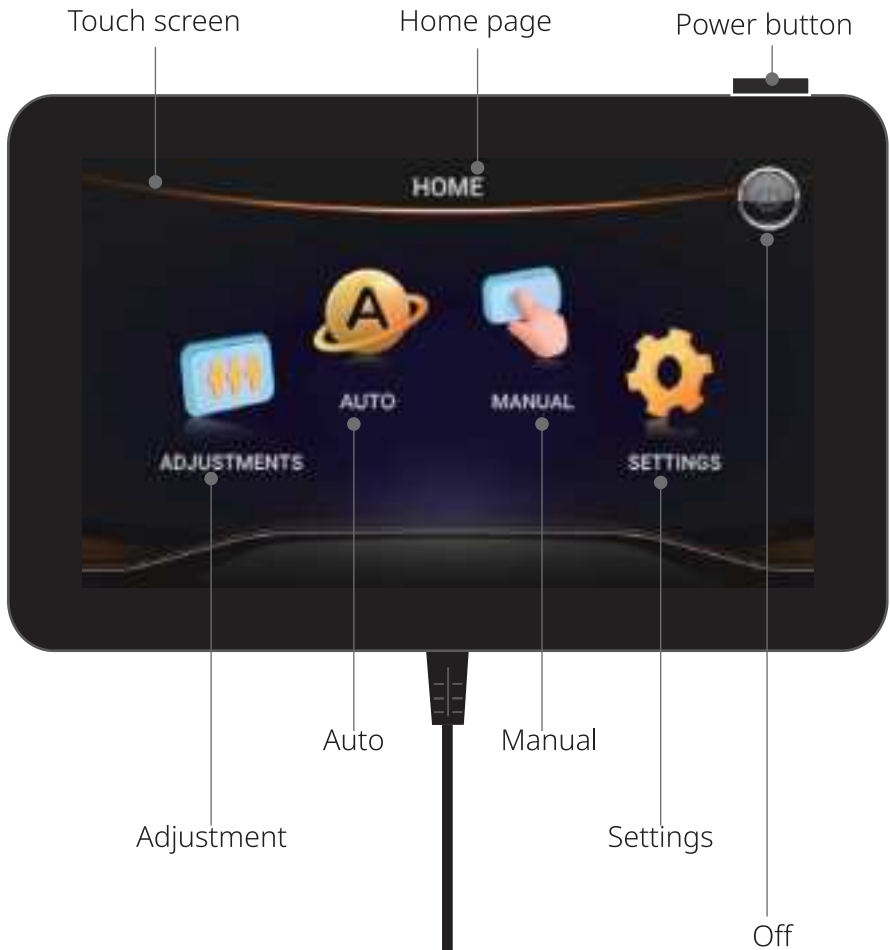 Touch screen
Home page
Power button
HOME
A
AUTO
MANUAL
ADJUSTMENTS
SETTINGS
Auto
Manual
Adjustment
Settings
Off